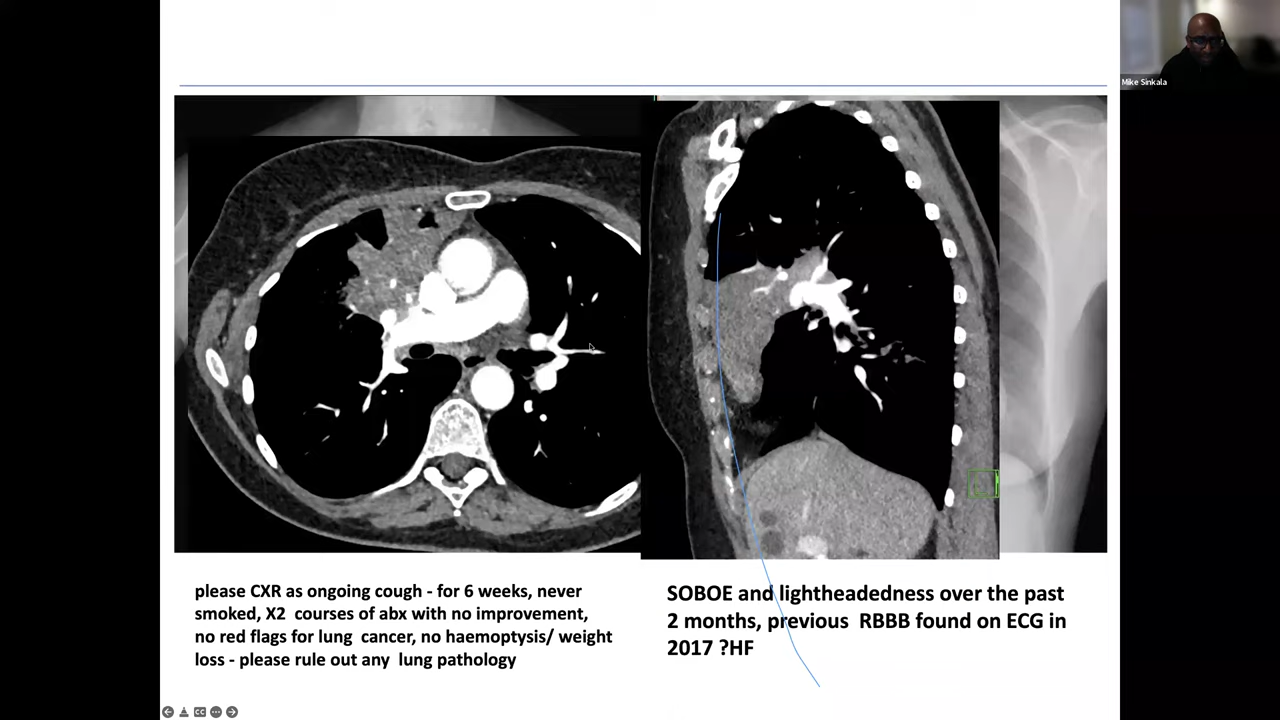 Mike Sinkala
please CXR as ongoing cough - for 6 weeks, never
smoked, X2 courses of abx with no improvement,
no red flags for lung cancer, no haemoptysis/ weight
loss - please rule out any lung pathology
SOBOE and lightheadedness over the past
2 months, previous RBBB found on ECG in
2017 ?HF